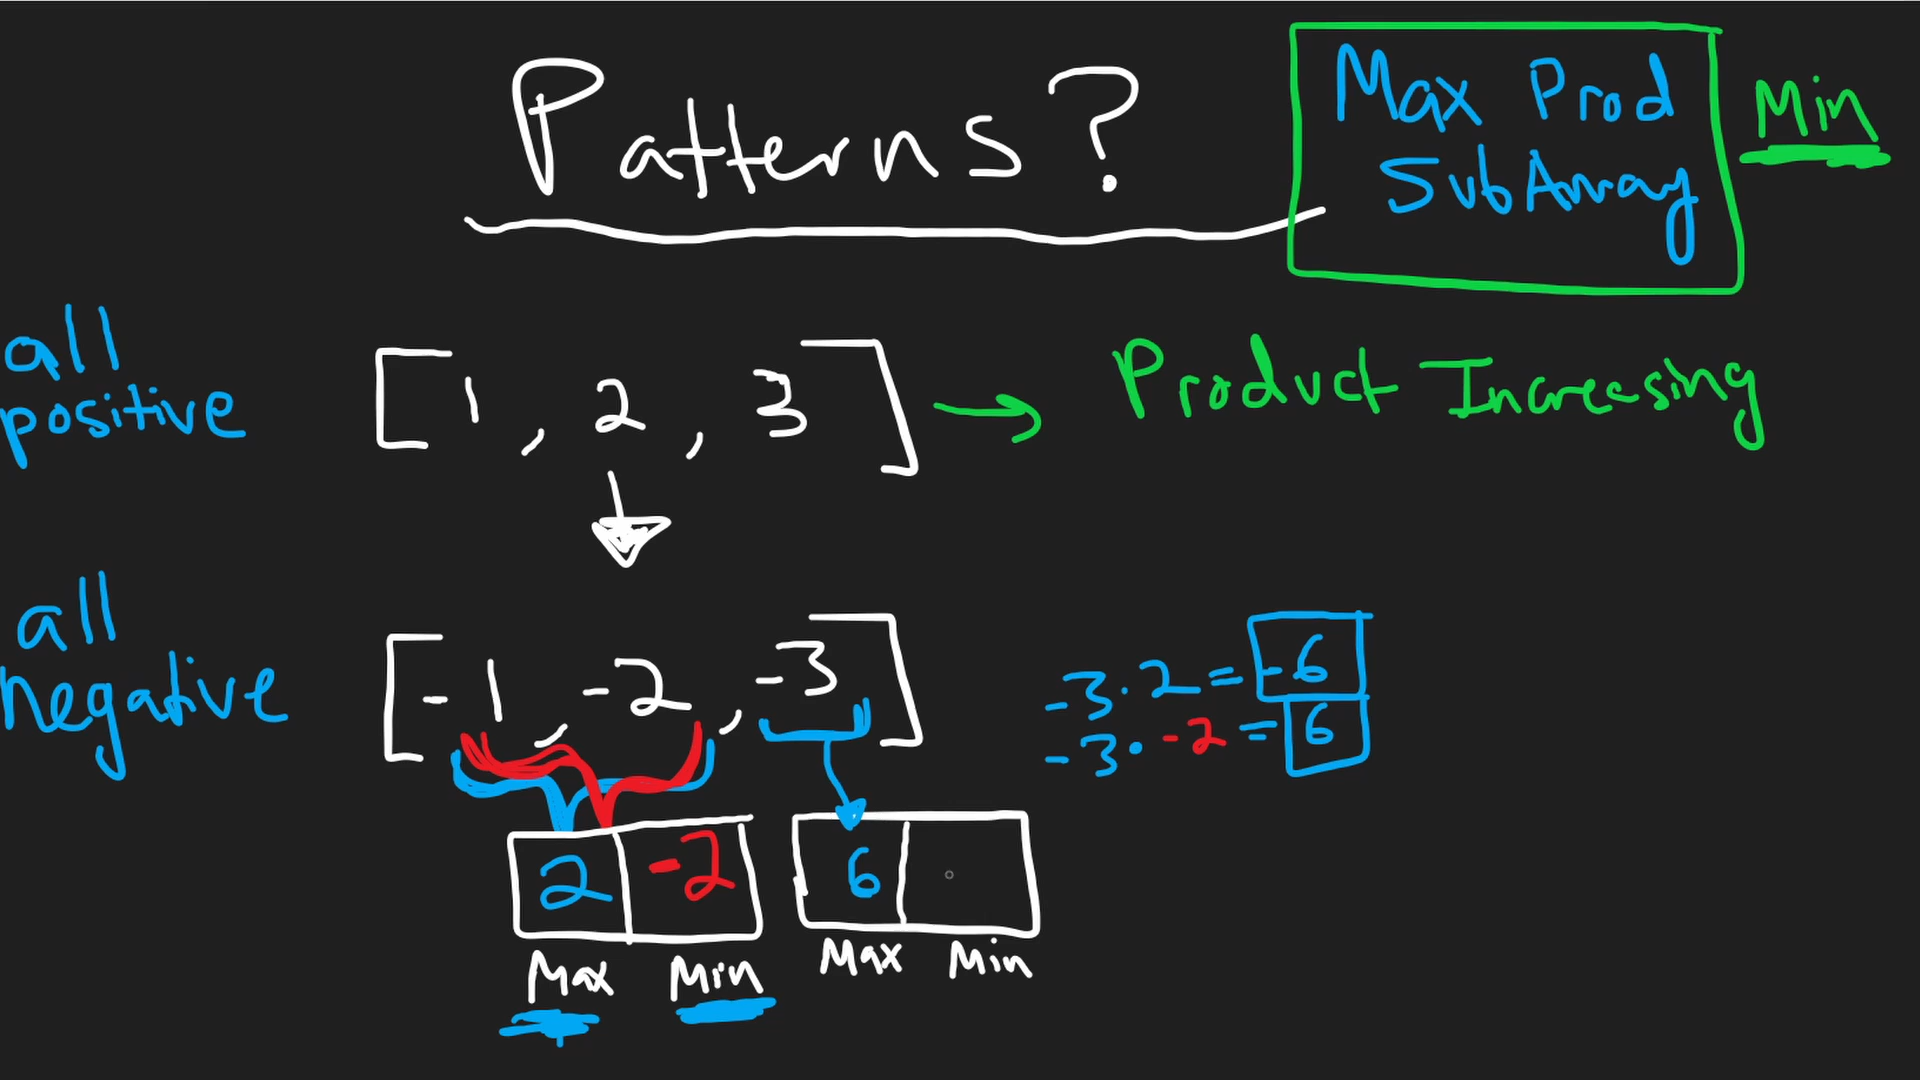 Patterns?
Max Prod
SubArray
Min
all
positive
[1, 2, 3] → Product Increasing
all
negative
[-1, -2, -3]
-3 · 2 = -6
-3 · -2 = 6
2 -2
Max Min
6
Max Min